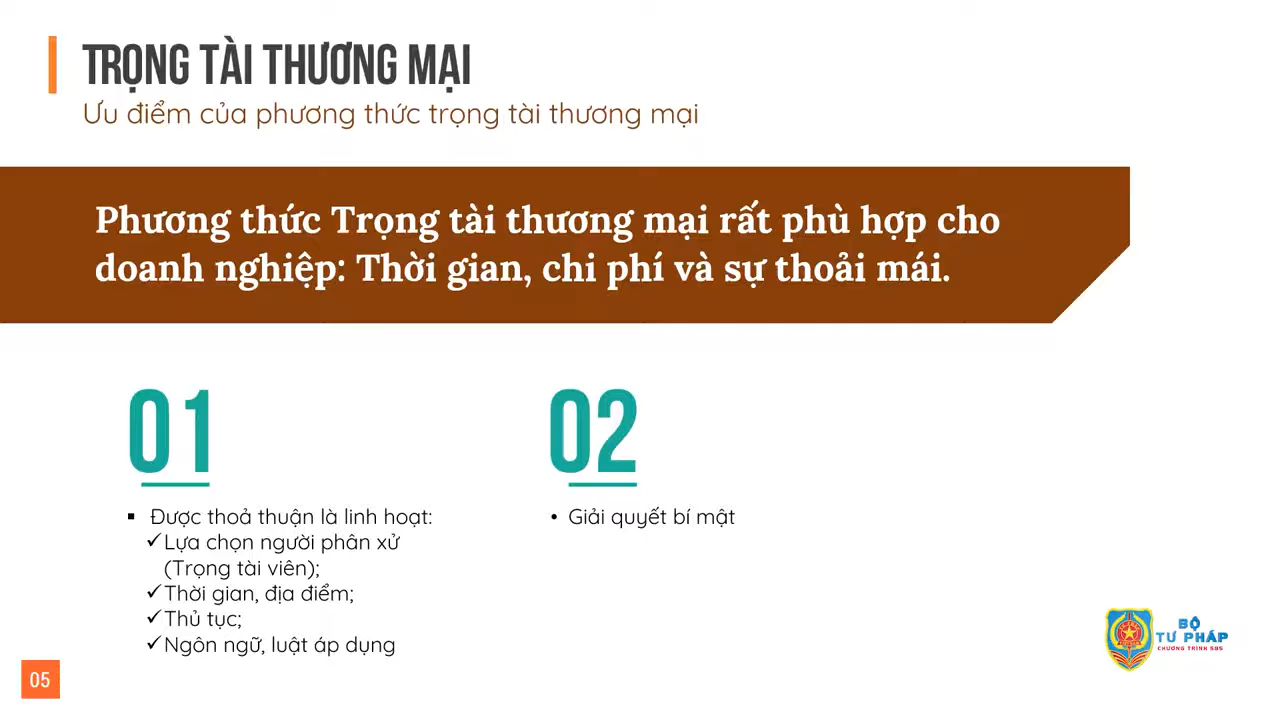 TRỌNG TÀI THƯƠNG MẠI
Ưu điểm của phương thức trọng tài thương mại
Phương thức Trọng tài thương mại rất phù hợp cho
doanh nghiệp: Thời gian, chi phí và sự thoải mái.
01
▪ Được thoả thuận là linh hoạt:
✓Lựa chọn người phân xử
(Trọng tài viên);
✓Thời gian, địa điểm;
✓Thủ tục;
✓Ngôn ngữ, luật áp dụng
02
• Giải quyết bí mật
BỘ
TƯ PHÁP
CHƯƠNG TRÌNH 585
05